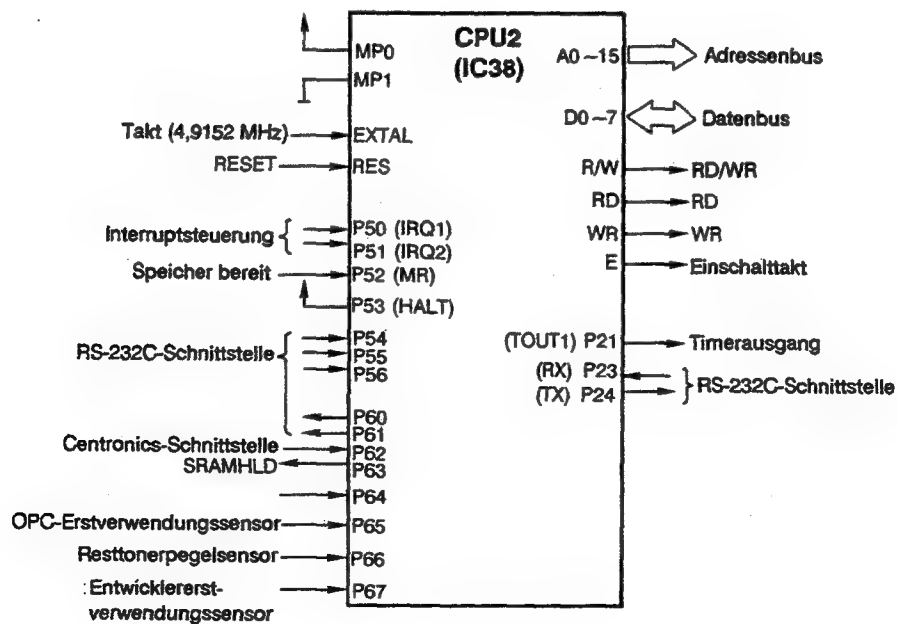 CPU2
(IC38)
MP0
MP1
Takt (4,9152 MHz) EXTAL
RESET RES
Interruptsteuerung
P50 (IRQ1)
P51 (IRQ2)
Speicher bereit P52 (MR)
P53 (HALT)
RS-232C-Schnittstelle
P54
P55
P56
P60
P61
Centronics-Schnittstelle P62
SRAMHLD P63
P64
OPC-Erstverwendungssensor P65
Resttonerpegelsensor P66
:Entwicklererst-
verwendungssensor
P67
A0~15 Adressenbus
D0~7 Datenbus
R/W RD/WR
RD RD
WR WR
E Einschalttakt
(TOUT1) P21 Timerausgang
(RX) P23
(TX) P24
RS-232C-Schnittstelle